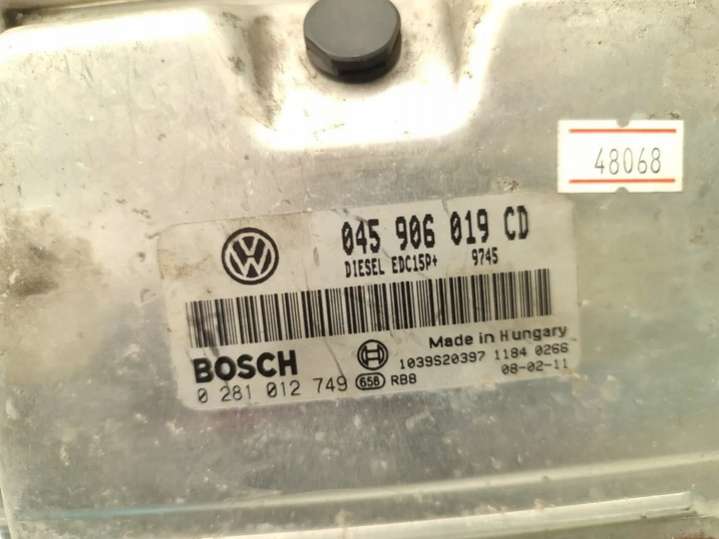 48068
045 906 019 CD
DIESEL EDC15P+ 9745
Made in Hungary
BOSCH 1039S20397 1184 0266
0 281 012 749 658 RBB 08-02-11